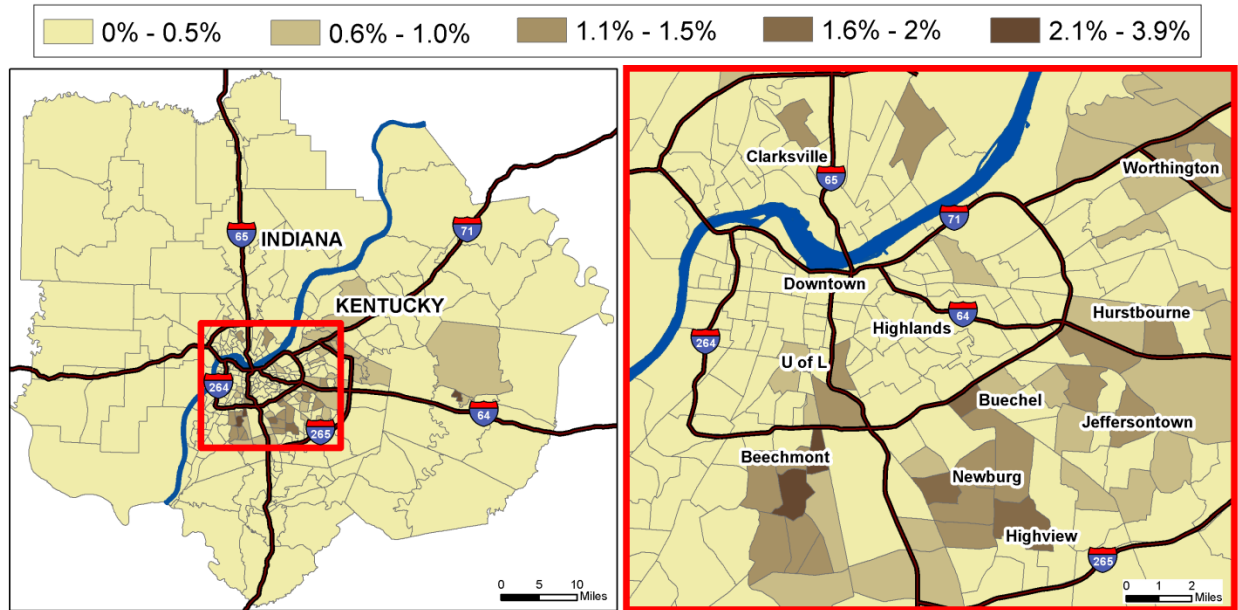 0% - 0.5%
0.6% - 1.0%
1.1% - 1.5%
1.6% - 2%
2.1% - 3.9%
65
INDIANA
71
KENTUCKY
264
64
265
0 5 10
Miles
Clarksville
65
Worthington
71
Downtown
Hurstbourne
64
Highlands
264
U of L
Buechel
Jeffersontown
Beechmont
Newburg
Highview
265
0 1 2
Miles